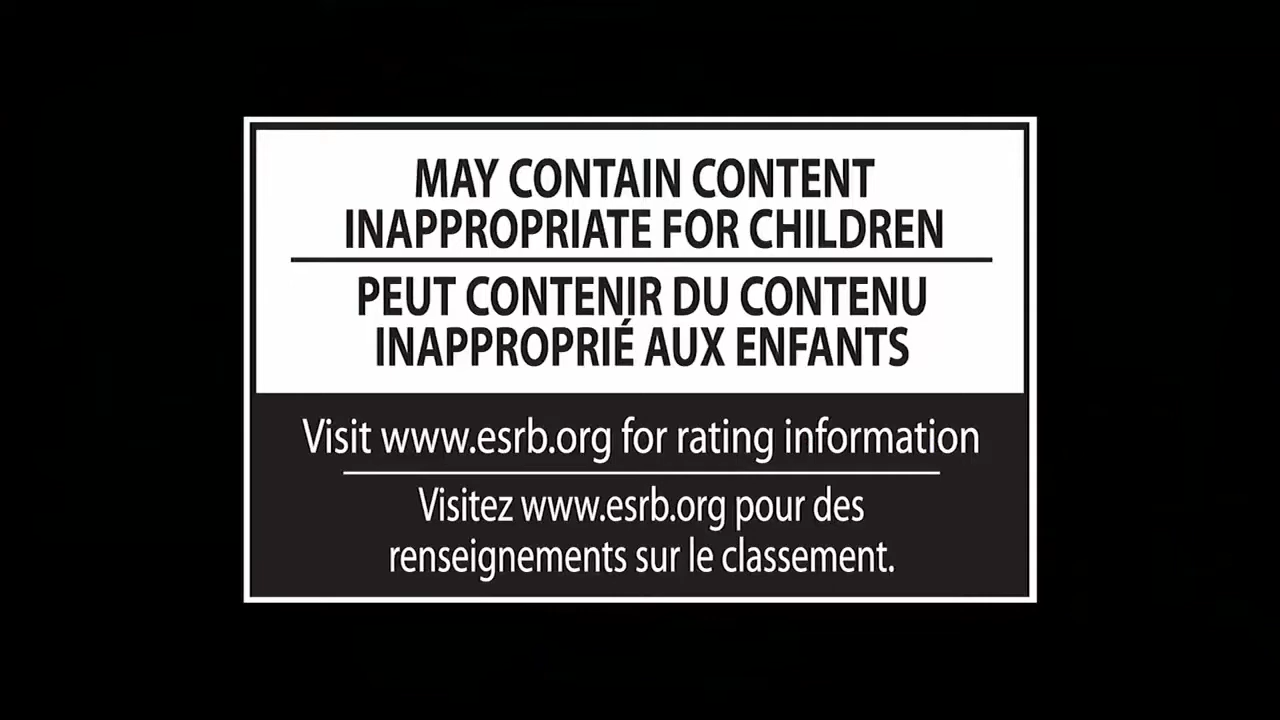 MAY CONTAIN CONTENT
INAPPROPRIATE FOR CHILDREN
PEUT CONTENIR DU CONTENU
INAPPROPRIÉ AUX ENFANTS
Visit www.esrb.org for rating information
Visitez www.esrb.org pour des
renseignements sur le classement.